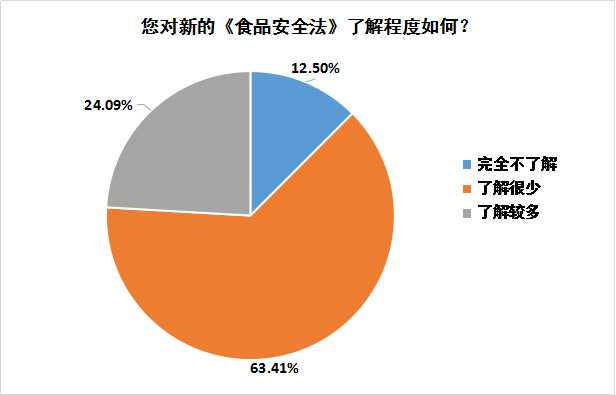 您对新的《食品安全法》了解程度如何？
12.50%
24.09%
完全不了解
了解很少
了解较多
63.41%